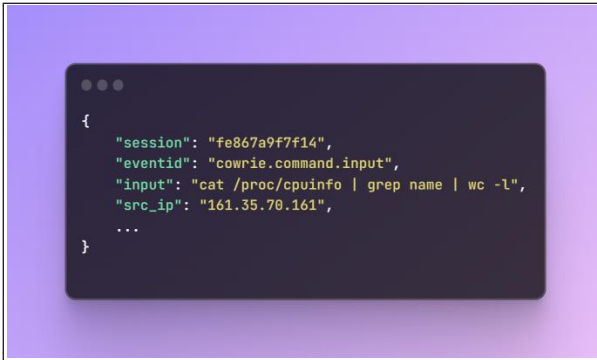 {
"session": "fe867a9f7f14",
"eventid": "cowrie.command.input",
"input": "cat /proc/cpuinfo | grep name | wc -l",
"src_ip": "161.35.70.161",
...
}